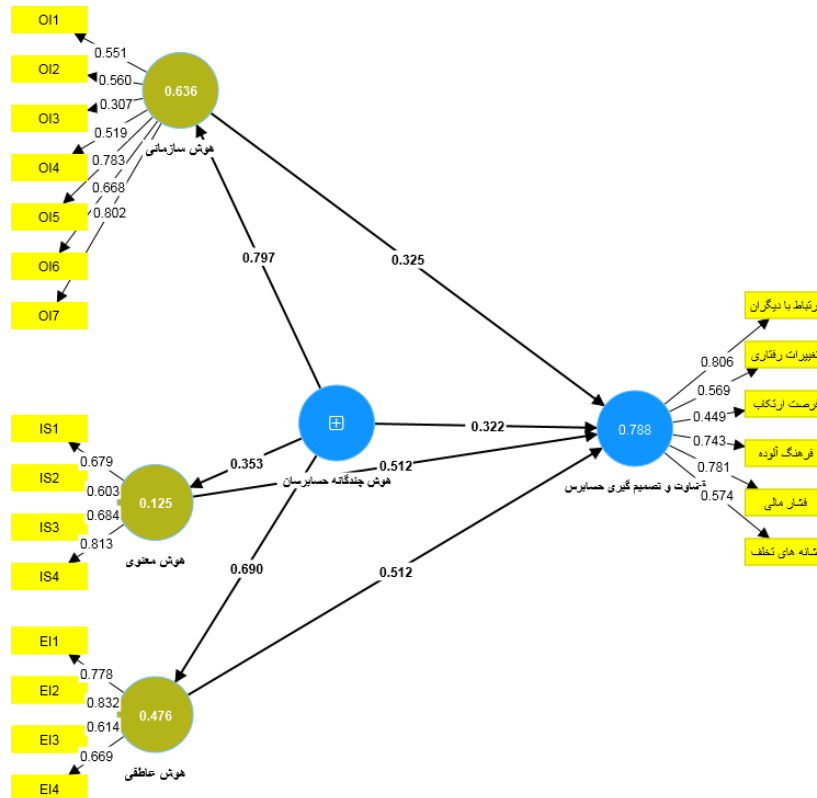 OI1
OI2
OI3
OI4
OI5
OI6
OI7
0.551
0.560
0.307
0.519
0.783
0.668
0.802
0.636
هوش سازمانی
0.797
0.325
IS1
IS2
IS3
IS4
0.679
0.603
0.684
0.813
0.125
هوش معنوی
0.353
0.322
0.512
هوش چندگانه حسابرسان
0.690
0.512
EI1
EI2
EI3
EI4
0.778
0.832
0.614
0.669
0.476
هوش عاطفی
0.788
قضاوت و تصمیم گیری حسابرس
0.806
0.569
0.449
0.743
0.781
0.574
رتباط با دیگران
تغییرات رفتاری
فرصت ارتکاب
فرهنگ آلوده
فشار مالی
نشانه های تخلف